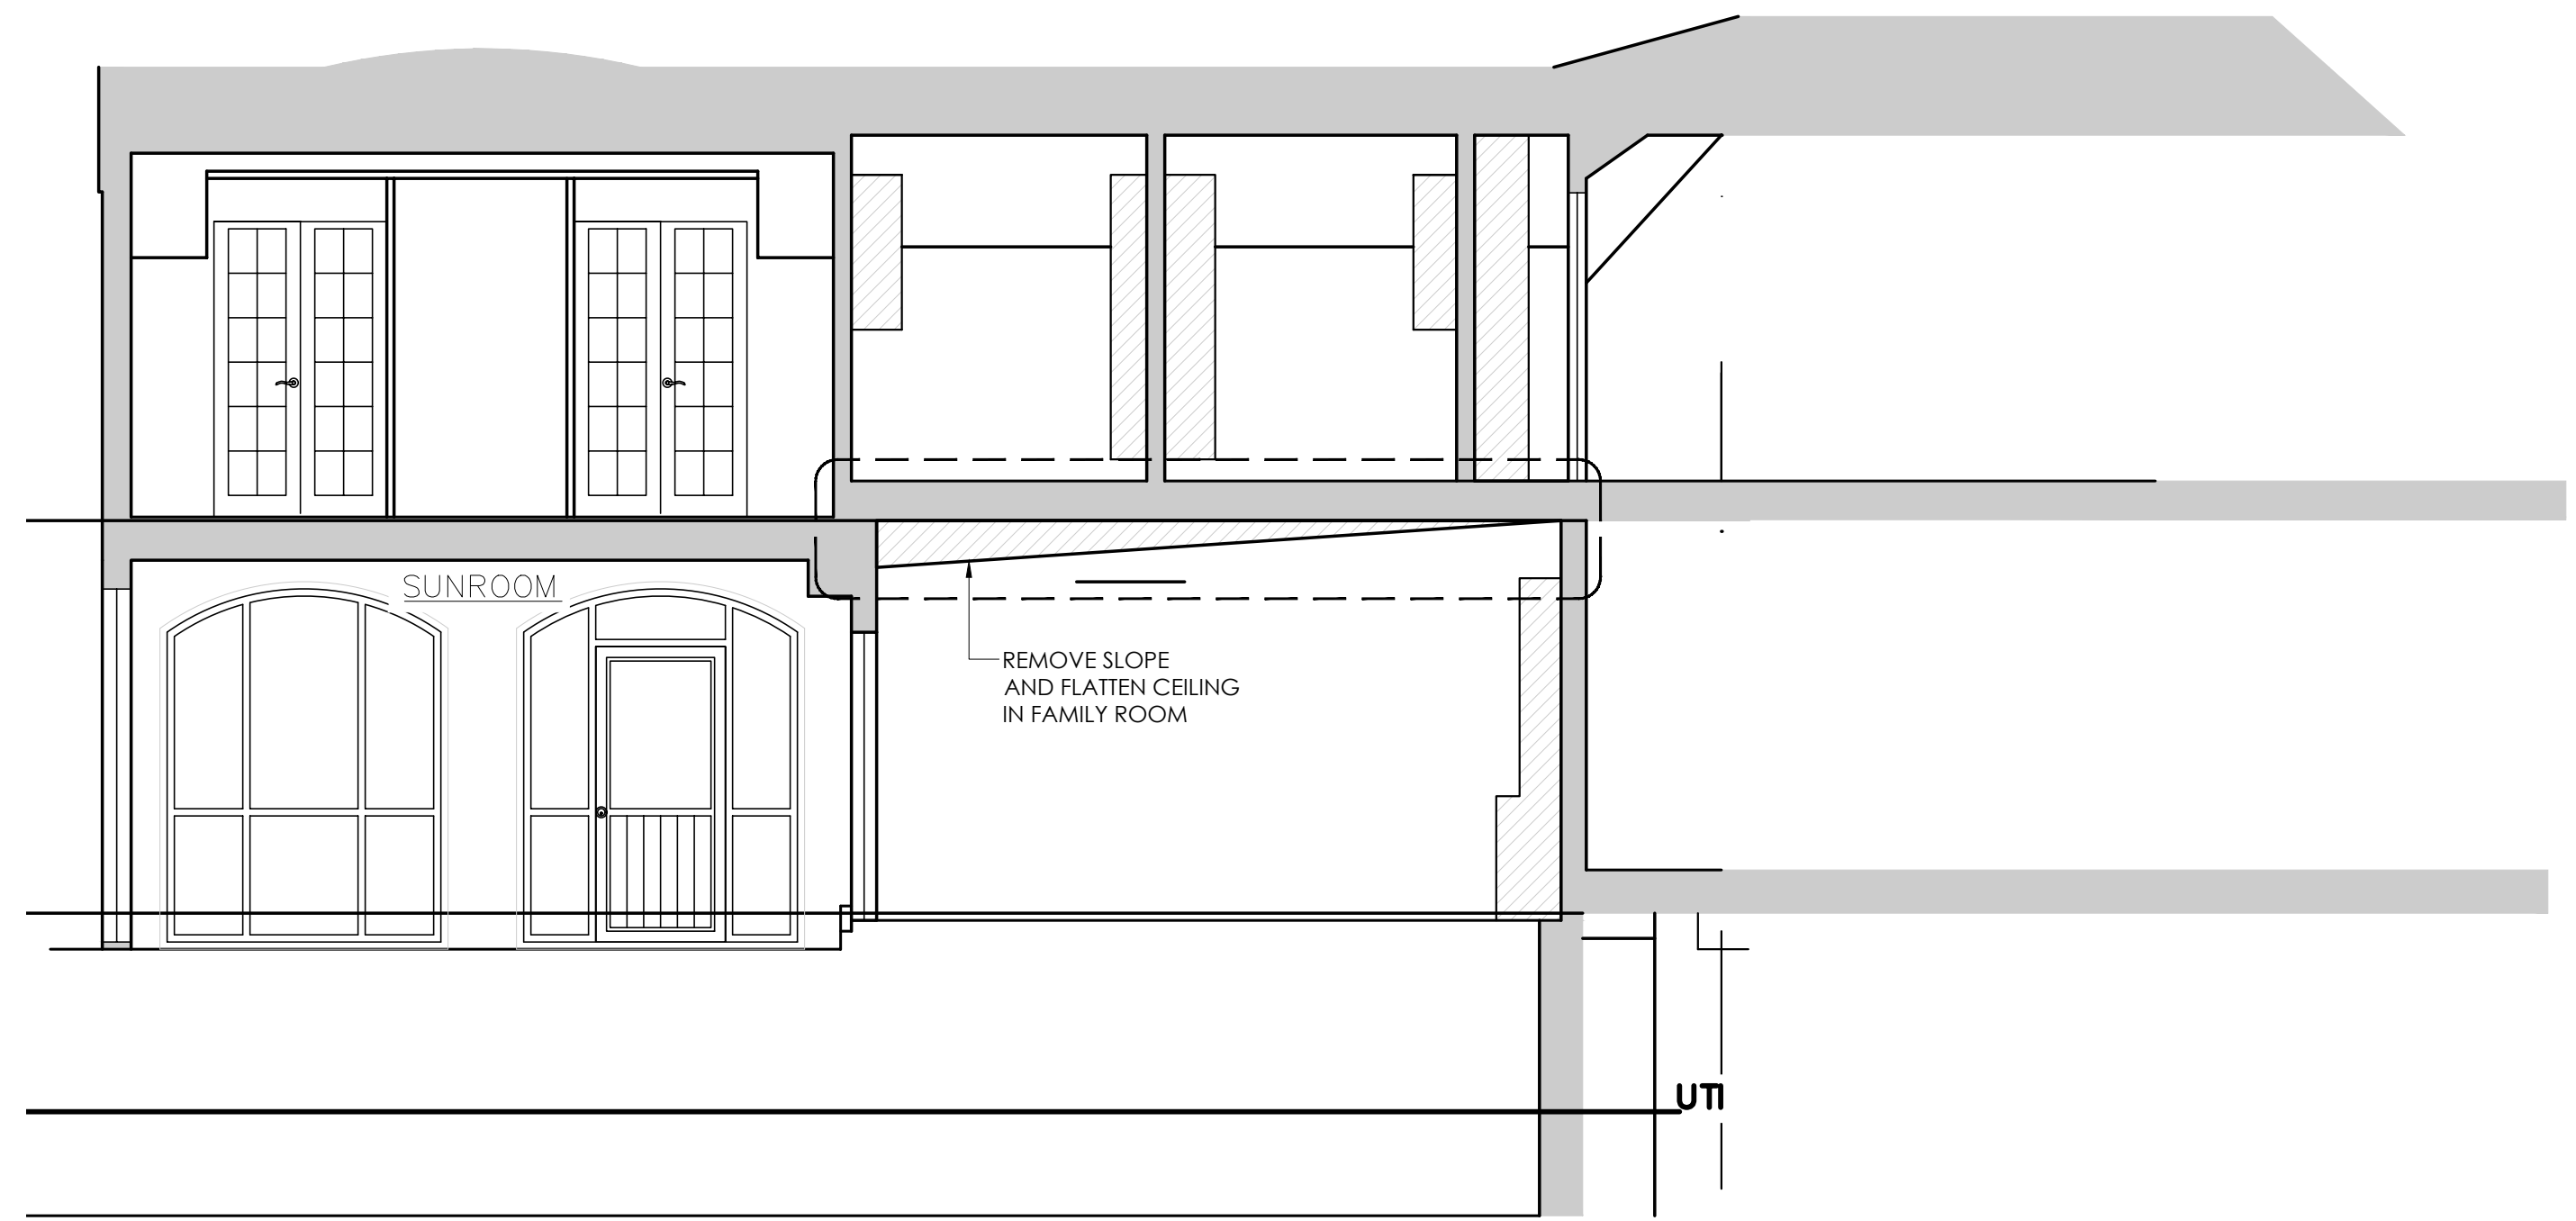 SUNROOM
REMOVE SLOPE
AND FLATTEN CEILING
IN FAMILY ROOM
UTI